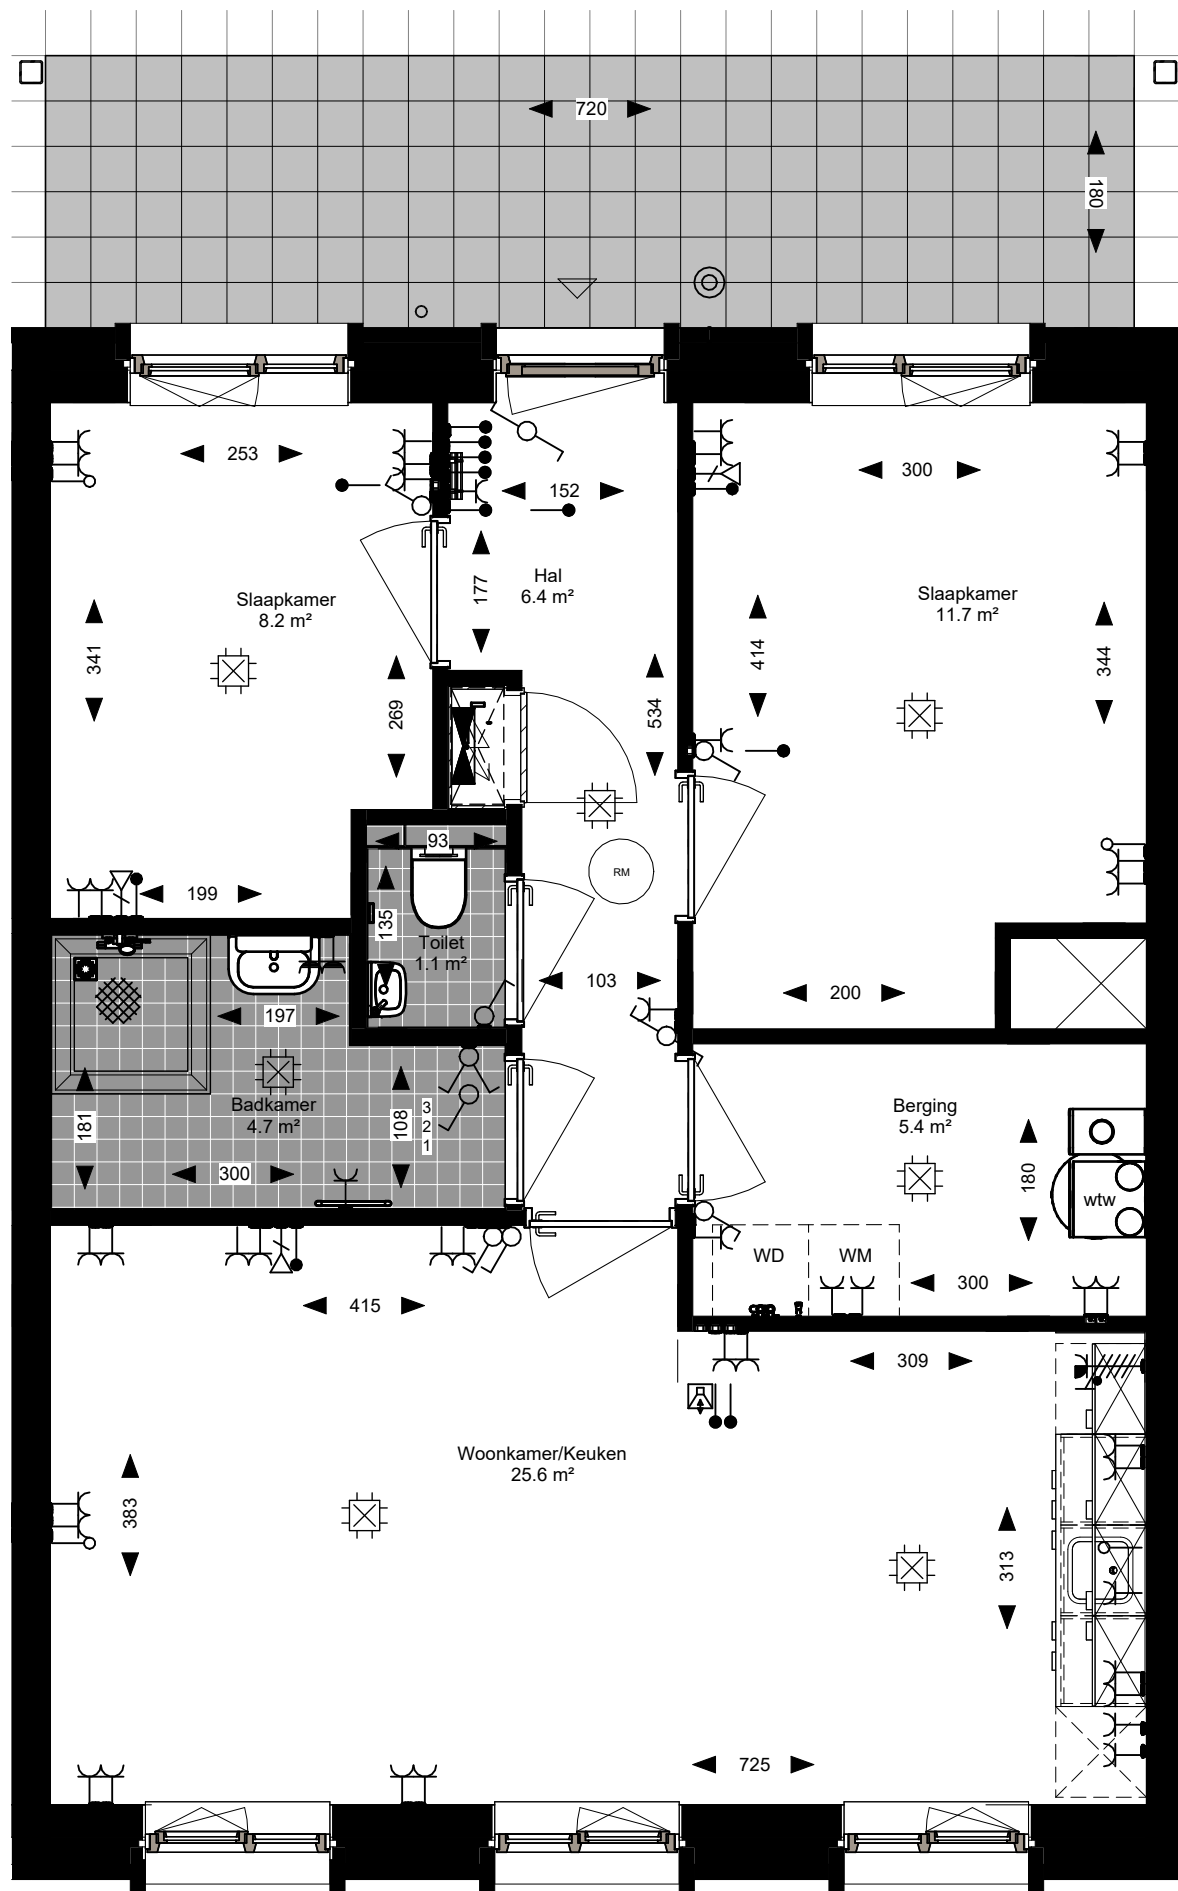 720
180
253
152
300
177
Hal
6.4 m²
Slaapkamer
8.2 m²
Slaapkamer
11.7 m²
341
414
344
269
534
93
RM
199
135
Toilet
1.1 m²
103
200
197
Badkamer
4.7 m²
181
108
3
2
1
300
Berging
5.4 m²
180
wtw
WD
WM
300
415
309
Woonkamer/Keuken
25.6 m²
383
313
725